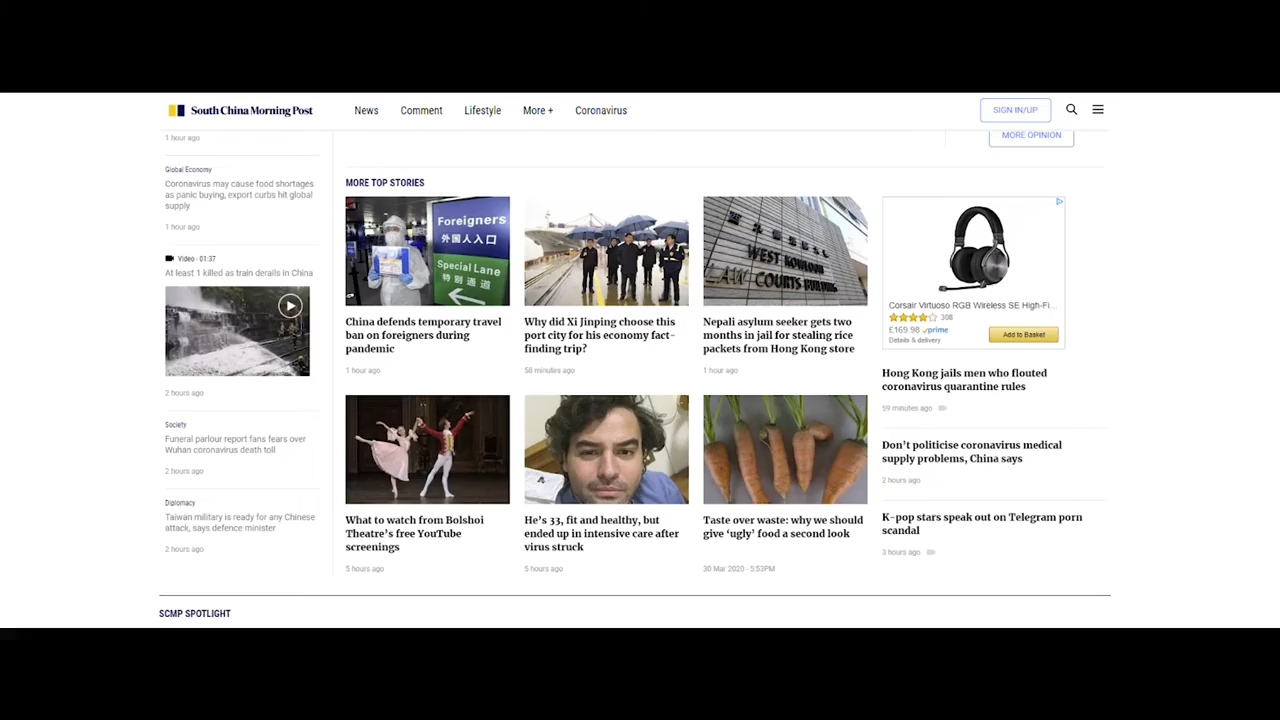 South China Morning Post
News
Comment
Lifestyle
More +
Coronavirus
SIGN IN/UP
1 hour ago
Global Economy
Coronavirus may cause food shortages
as panic buying, export curbs hit global
supply
1 hour ago
Video - 01:37
At least 1 killed as train derails in China
2 hours ago
Society
Funeral parlour report fans fears over
Wuhan coronavirus death toll
2 hours ago
Diplomacy
Taiwan military is ready for any Chinese
attack, says defence minister
2 hours ago
MORE OPINION
MORE TOP STORIES
Foreigners
外国人入口
Special Lane
特别通道
China defends temporary travel
ban on foreigners during
pandemic
1 hour ago
Why did Xi Jinping choose this
port city for his economy fact-
finding trip?
58 minutes ago
WEST KOWLOON
LAW COURTS BUILDING
Nepali asylum seeker gets two
months in jail for stealing rice
packets from Hong Kong store
1 hour ago
What to watch from Bolshoi
Theatre's free YouTube
screenings
5 hours ago
He's 33, fit and healthy, but
ended up in intensive care after
virus struck
5 hours ago
Taste over waste: why we should
give 'ugly' food a second look
30 Mar 2020 - 5:53PM
Corsair Virtuoso RGB Wireless SE High-Fi...
308
£169.98 prime
Details & delivery
Add to Basket
Hong Kong jails men who flouted
coronavirus quarantine rules
59 minutes ago
Don't politicise coronavirus medical
supply problems, China says
2 hours ago
K-pop stars speak out on Telegram porn
scandal
3 hours ago
SCMP SPOTLIGHT